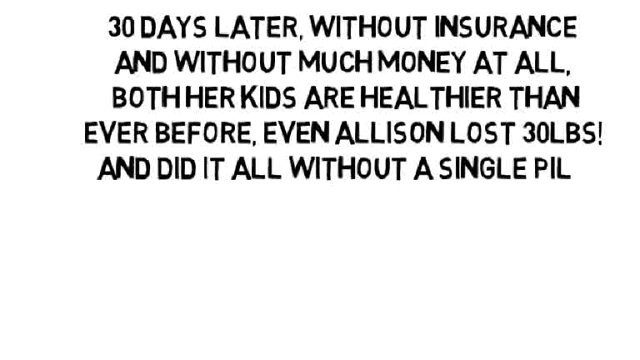 30 DAYS LATER, WITHOUT INSURANCE
AND WITHOUT MUCH MONEY AT ALL,
BOTH HER KIDS ARE HEALTHIER THAN
EVER BEFORE, EVEN ALLISON LOST 30LBS!
AND DID IT ALL WITHOUT A SINGLE PIL